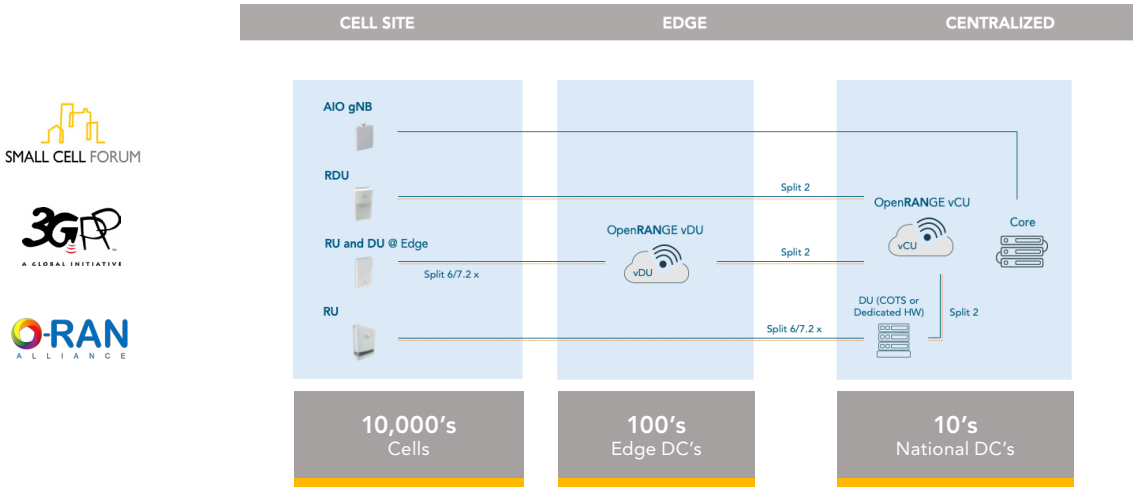 CELL SITE
EDGE
CENTRALIZED
SMALL CELL FORUM
3GPP
™
A GLOBAL INITIATIVE
O-RAN
ALLIANCE
AIO gNB
RDU
Split 2
OpenRANGE vCU
vCU
Core
RU and DU @ Edge
Split 6/7.2 x
OpenRANGE vDU
vDU
Split 2
RU
Split 6/7.2 x
DU (COTS or
Dedicated HW)
Split 2
10,000’s
Cells
100’s
Edge DC’s
10’s
National DC’s